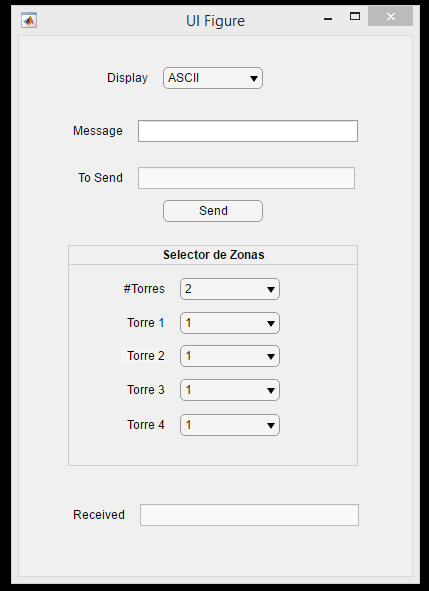 UI Figure
Display ASCII
Message
To Send
Send
Selector de Zonas
#Torres 2
Torre 1 1
Torre 2 1
Torre 3 1
Torre 4 1
Received